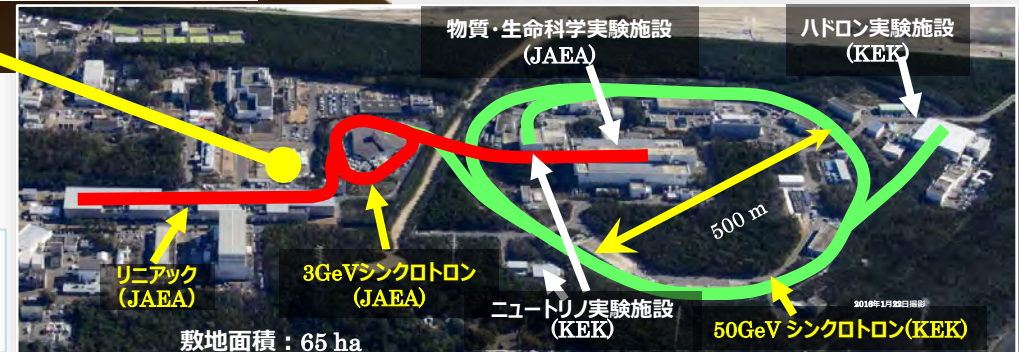 物質・生命科学実験施設
(JAEA)
ハドロン実験施設
(KEK)
500 m
リニアック
(JAEA)
3GeVシンクロトロン
(JAEA)
ニュートリノ実験施設
(KEK)
2016年1月22日撮影
50GeV シンクロトロン(KEK)
敷地面積：65 ha